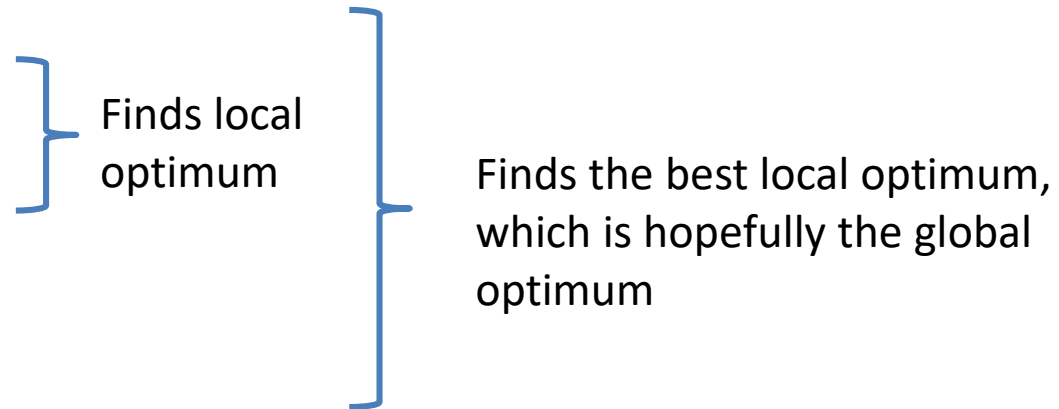 Finds local
optimum
Finds the best local optimum,
which is hopefully the global
optimum